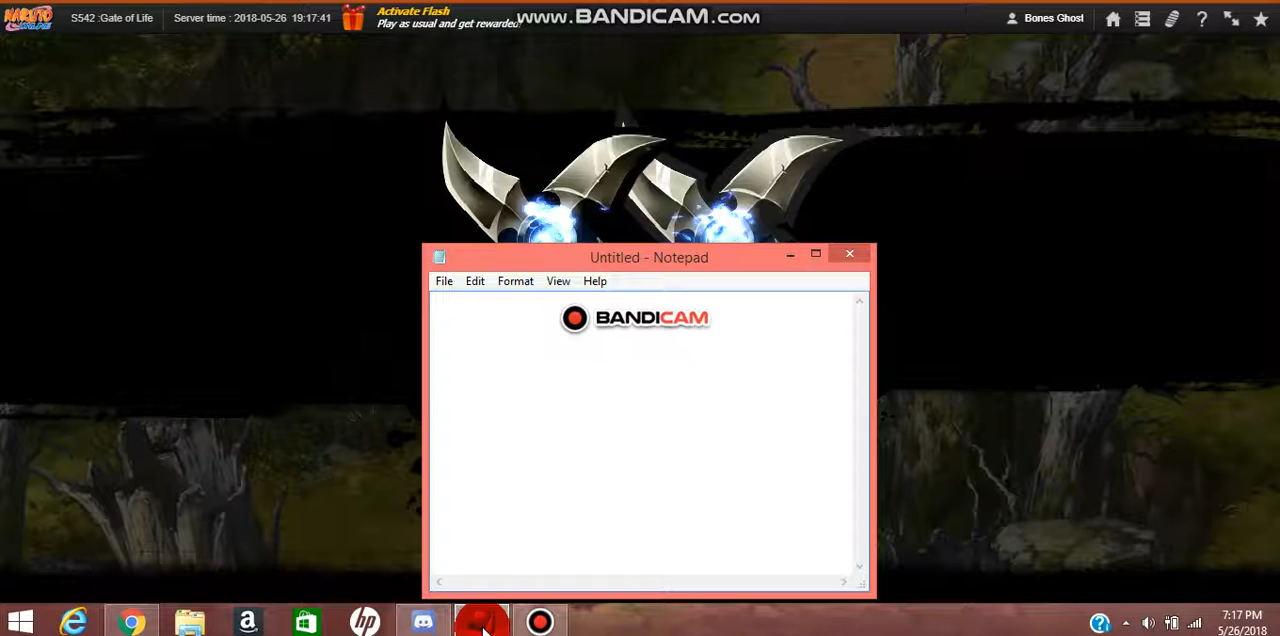 NARUTO
ONLINE
S542 :Gate of Life
Server time : 2018-05-26 19:17:41
Activate Flash
Play as usual and get rewarded!
www.BANDICAM.com
Bones Ghost
?
Untitled - Notepad
File Edit Format View Help
BANDICAM
a
hp
?
7:17 PM
5/26/2018